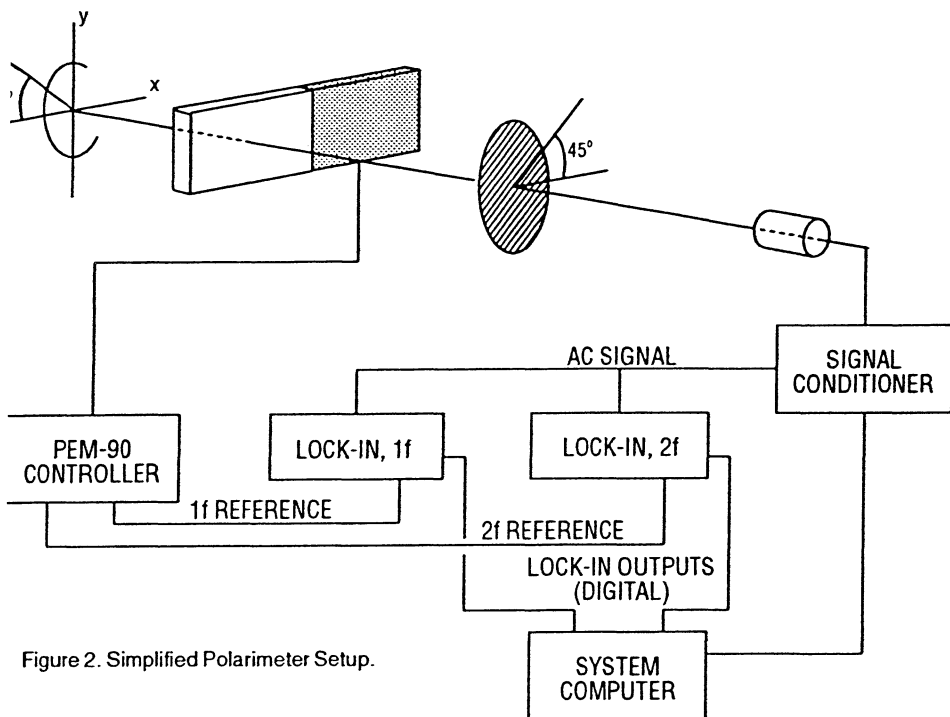 y
x
45°
AC SIGNAL
SIGNAL
CONDITIONER
PEM-90
CONTROLLER
LOCK-IN, 1f
LOCK-IN, 2f
1f REFERENCE
2f REFERENCE
LOCK-IN OUTPUTS
(DIGITAL)
SYSTEM
COMPUTER
Figure 2. Simplified Polarimeter Setup.